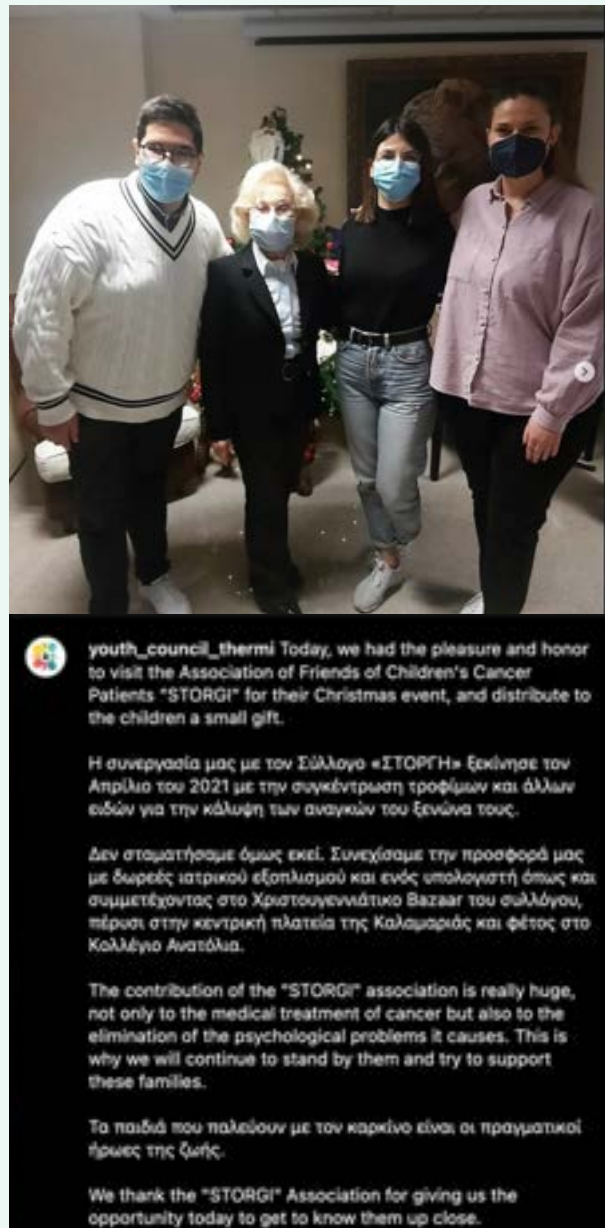 youth_council_thermi Today, we had the pleasure and honor
to visit the Association of Friends of Children's Cancer
Patients "STORGI" for their Christmas event, and distribute to
the children a small gift.
Η συνεργασία μας με τον Σύλλογο «ΣΤΟΡΓΗ» ξεκίνησε τον
Απρίλιο του 2021 με την συγκέντρωση τροφίμων και άλλων
ειδών για την κάλυψη των αναγκών του ξενώνα τους.
Δεν σταματήσαμε όμως εκεί. Συνεχίσαμε την προσφορά μας
με δωρεές ιατρικού εξοπλισμού και ενός υπολογιστή όπως και
συμμετέχοντας στο Χριστουγεννιάτικο Bazaar του συλλόγου,
πέρυσι στην κεντρική πλατεία της Καλαμαριάς και φέτος στο
Κολλέγιο Ανατόλια.
The contribution of the "STORGI" association is really huge,
not only to the medical treatment of cancer but also to the
elimination of the psychological problems it causes. This is
why we will continue to stand by them and try to support
these families.
Τα παιδιά που παλεύουν με τον καρκίνο είναι οι πραγματικοί
ήρωες της ζωής.
We thank the "STORGI" Association for giving us the
opportunity today to get to know them up close.